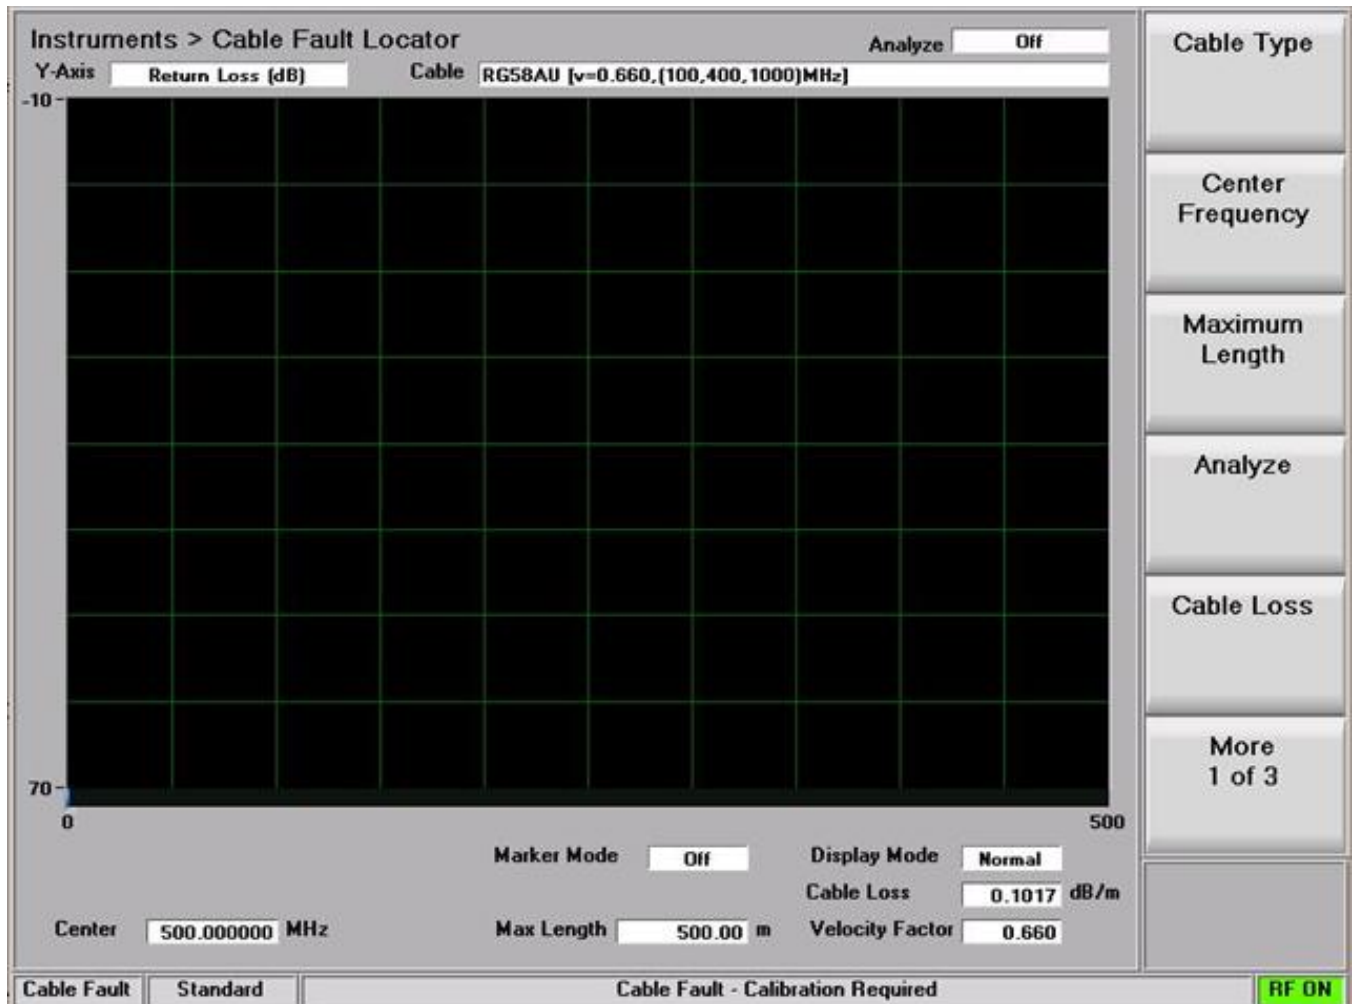 Instruments > Cable Fault Locator
Analyze Off
Y-Axis Return Loss (dB) Cable RG58AU [v=0.660,(100,400,1000)MHz]
-10
70
0 500
Marker Mode Off Display Mode Normal
Cable Loss 0.1017 dB/m
Center 500.000000 MHz Max Length 500.00 m Velocity Factor 0.660
Cable Fault Standard Cable Fault - Calibration Required RF ON
Cable Type
Center
Frequency
Maximum
Length
Analyze
Cable Loss
More
1 of 3